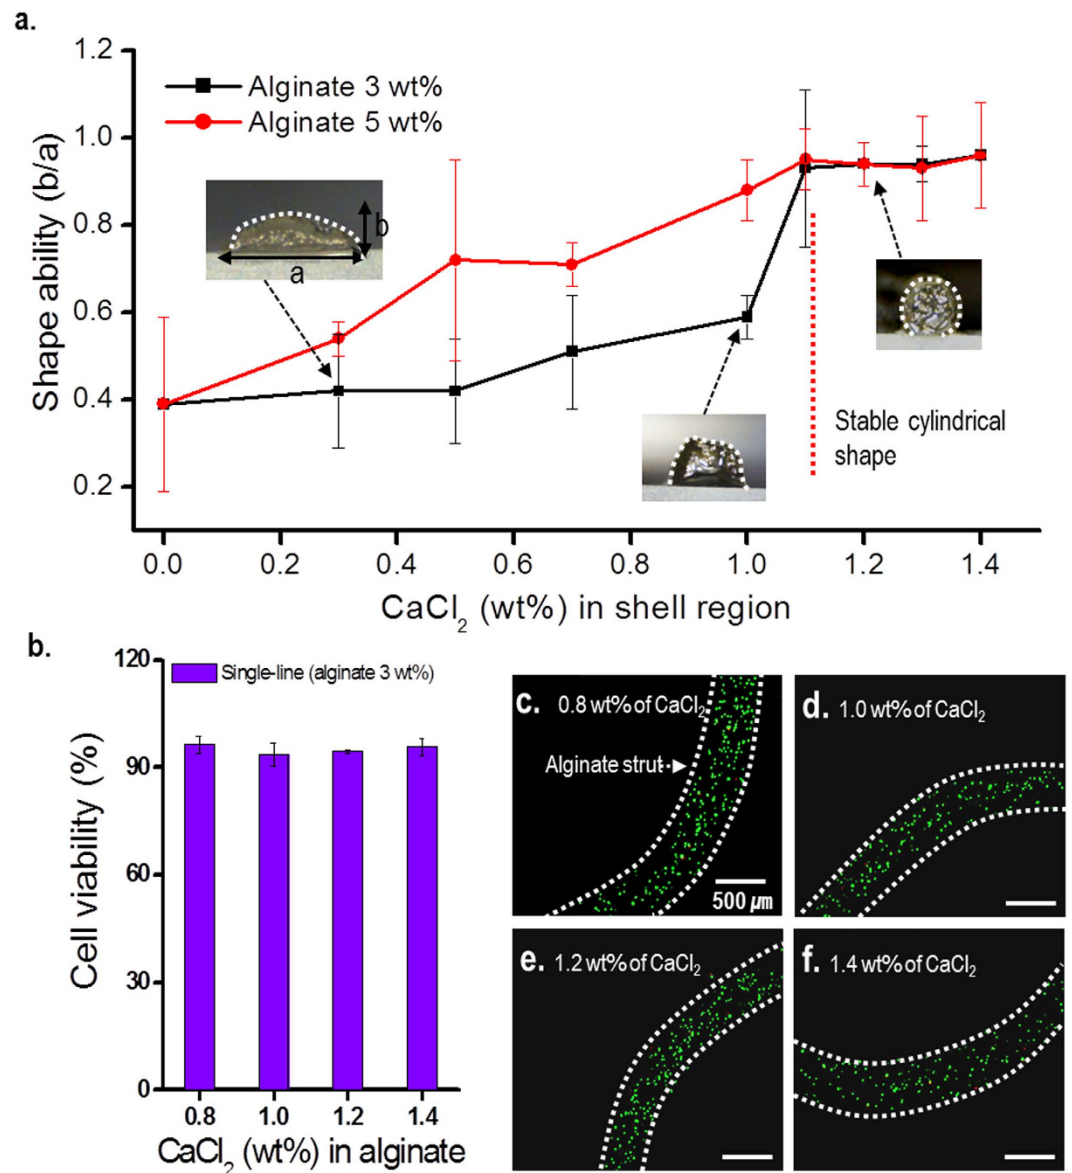 a.
1.2
1.0
0.8
0.6
0.4
0.2
Shape ability (b/a)
Alginate 3 wt%
Alginate 5 wt%
b
a
Stable cylindrical
shape
0.0 0.2 0.4 0.6 0.8 1.0 1.2 1.4
CaCl₂ (wt%) in shell region
b.
120
90
60
30
0
Cell viability (%)
Single-line (alginate 3 wt%)
0.8 1.0 1.2 1.4
CaCl₂ (wt%) in alginate
c. 0.8 wt% of CaCl₂
Alginate strut
500 μm
d. 1.0 wt% of CaCl₂
e. 1.2 wt% of CaCl₂
f. 1.4 wt% of CaCl₂